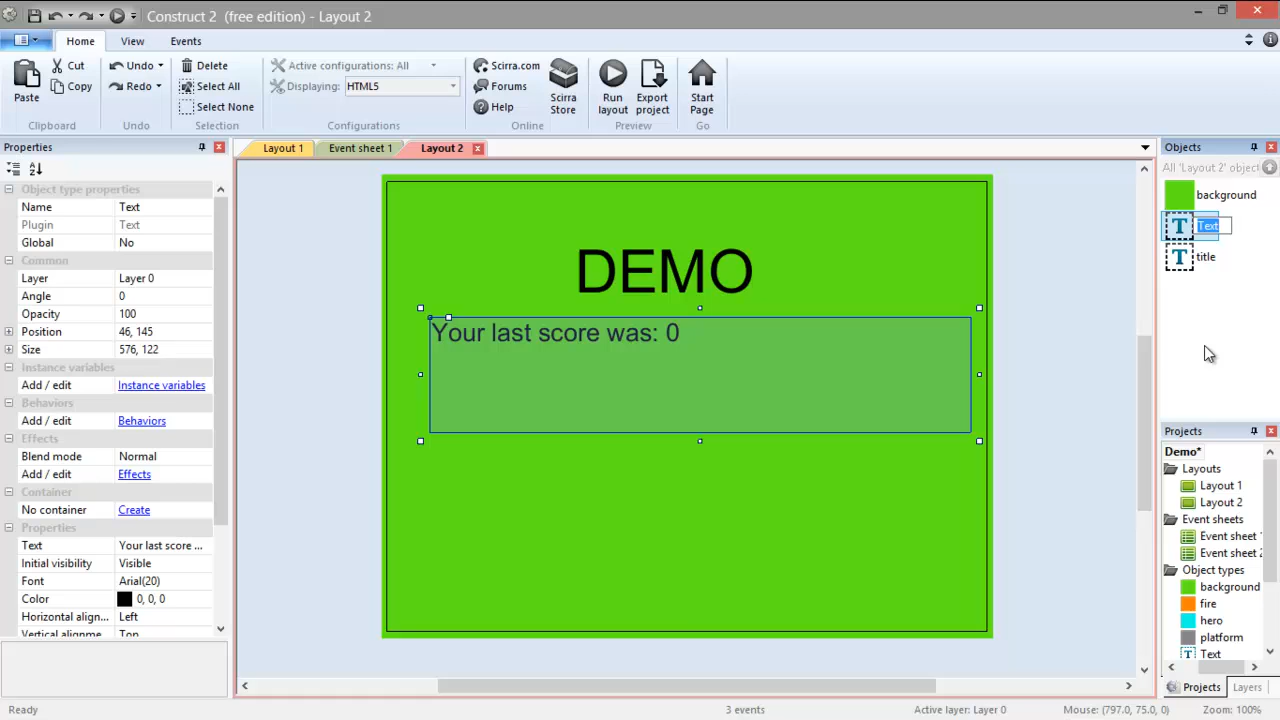 Construct 2 (free edition) - Layout 2
Home
View
Events
Paste
Cut
Copy
Clipboard
Undo
Redo
Undo
Delete
Select All
Select None
Selection
Active configurations: All
Displaying:
HTML5
Configurations
Scirra.com
Forums
Help
Scirra
Store
Online
Run
layout
Export
project
Preview
Start
Page
Go
Properties
Layout 1
Event sheet 1
Layout 2
Objects
Object type properties
Name Text
Plugin Text
Global No
Common
Layer Layer 0
Angle 0
Opacity 100
Position 46, 145
Size 576, 122
Instance variables
Add / edit Instance variables
Behaviors
Add / edit Behaviors
Effects
Blend mode Normal
Add / edit Effects
Container
No container Create
Properties
Text Your last score ...
Initial visibility Visible
Font Arial(20)
Color 0, 0, 0
Horizontal align... Left
Vertical alignme... Top
DEMO
Your last score was: 0
All 'Layout 2' object
background
T Text
T title
Projects
Demo*
Layouts
Layout 1
Layout 2
Event sheets
Event sheet
Event sheet 2
Object types
background
fire
hero
platform
T Text
Projects
Layers
Ready
3 events
Active layer: Layer 0
Mouse: (797.0, 75.0, 0)
Zoom: 100%